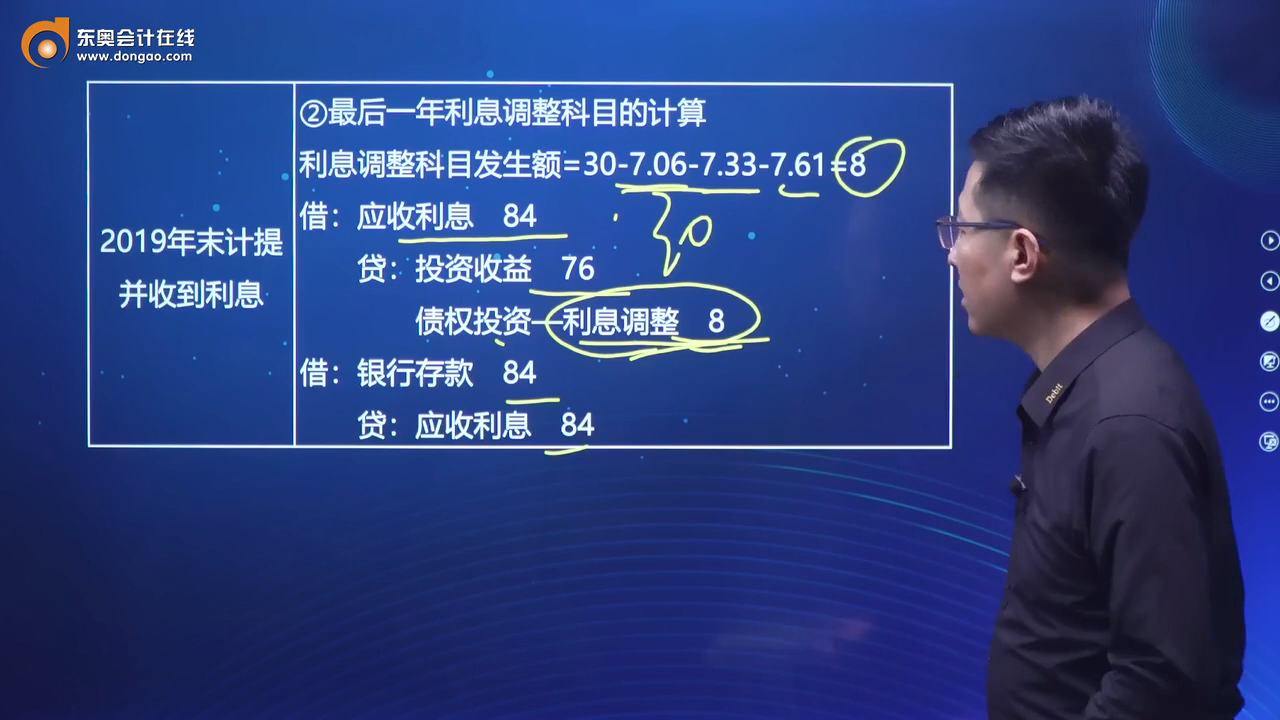 东奥会计在线
www.dongao.com
②最后一年利息调整科目的计算
利息调整科目发生额=30-7.06-7.33-7.61=8
2019年末计提
并收到利息
借：应收利息 84
贷：投资收益 76
债权投资—利息调整 8
借：银行存款 84
贷：应收利息 84
0
Debit